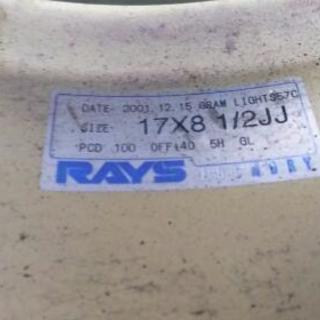 DATE- 2001.12.15 GRAM LIGHTS57C
SIZE- 17X8 1/2JJ
PCD 100 OFF+40 5H GL
RAYS